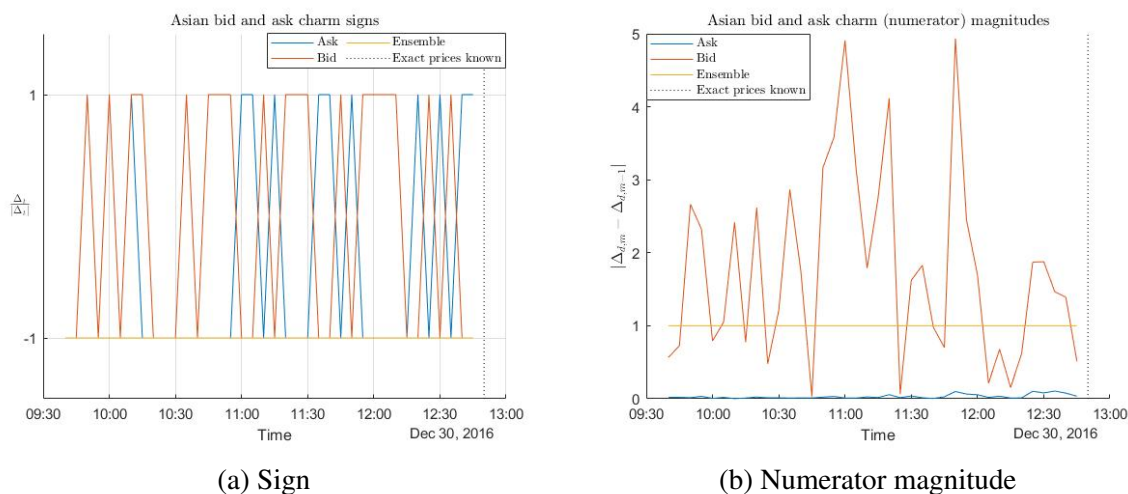 Asian bid and ask charm signs
Ask
Bid
Ensemble
Exact prices known
1
-1
09:30 10:00 10:30 11:00 11:30 12:00 12:30 13:00
Time
Dec 30, 2016
(a) Sign
Asian bid and ask charm (numerator) magnitudes
Ask
Bid
Ensemble
Exact prices known
5
4
3
2
1
0
|Δ_{d,m} − Δ_{d,m−1}|
09:30 10:00 10:30 11:00 11:30 12:00 12:30 13:00
Time
Dec 30, 2016
(b) Numerator magnitude